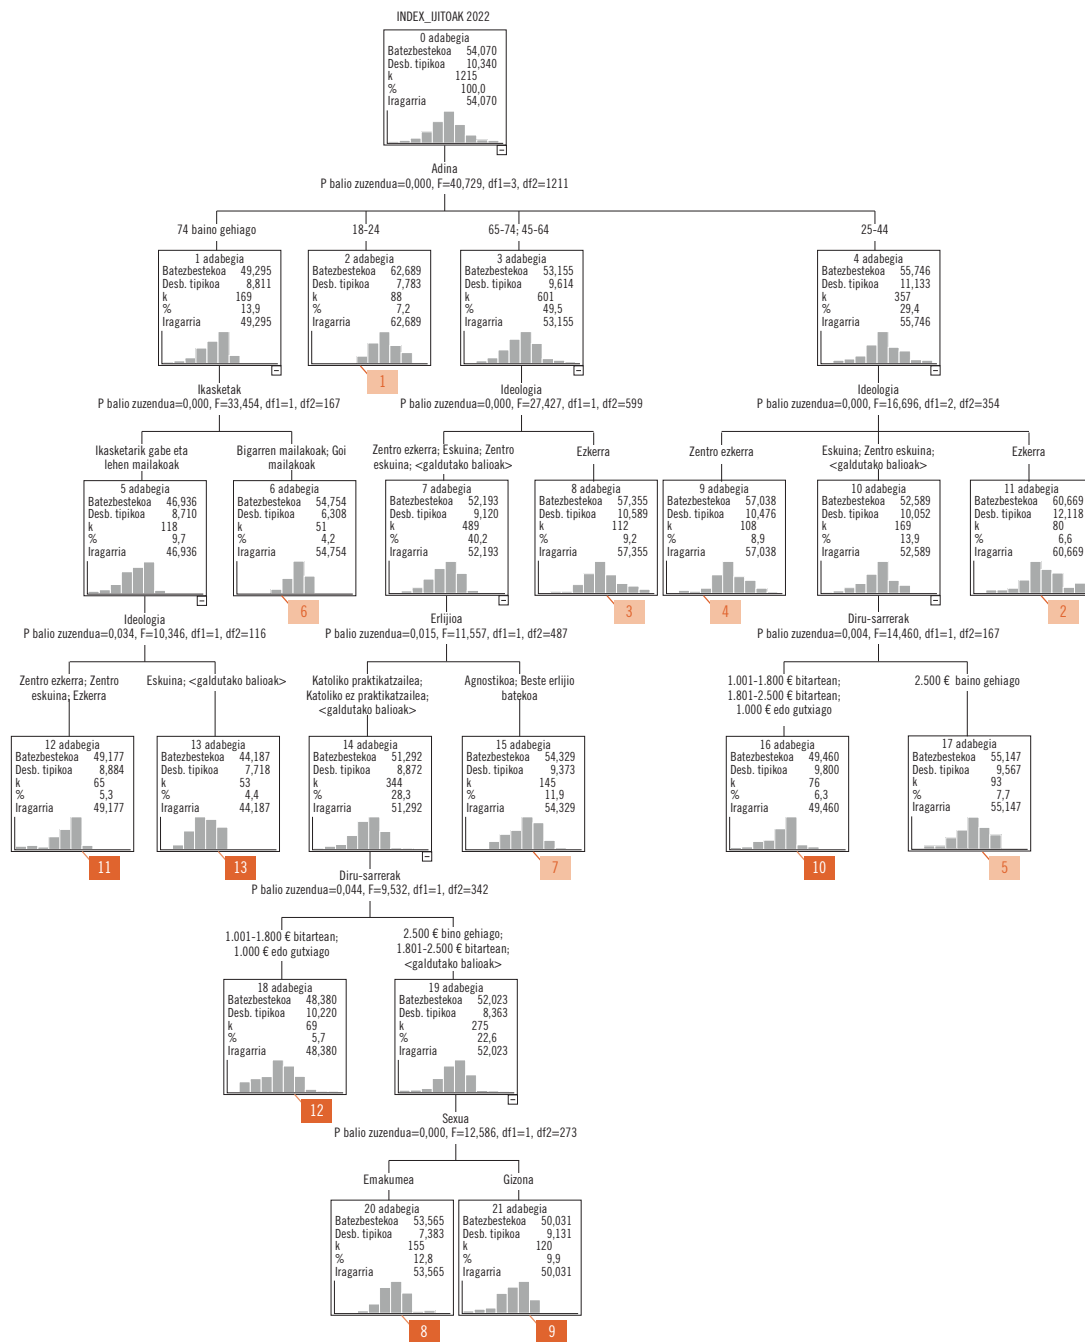 INDEX_IJITOAK 2022
0 adabegia
Batezbestekoa 54,070
Desb. tipikoa 10,340
k 1215
% 100,0
Iragarria 54,070
Adina
P balio zuzendua=0,000, F=40,729, df1=3, df2=1211
74 baino gehiago
18-24
65-74; 45-64
25-44
1 adabegia
Batezbestekoa 49,295
Desb. tipikoa 8,811
k 169
% 13,9
Iragarria 49,295
2 adabegia
Batezbestekoa 62,689
Desb. tipikoa 7,783
k 88
% 7,2
Iragarria 62,689
1
3 adabegia
Batezbestekoa 53,155
Desb. tipikoa 9,614
k 601
% 49,5
Iragarria 53,155
4 adabegia
Batezbestekoa 55,746
Desb. tipikoa 11,133
k 357
% 29,4
Iragarria 55,746
Ikasketak
P balio zuzendua=0,000, F=33,454, df1=1, df2=167
Ideologia
P balio zuzendua=0,000, F=27,427, df1=1, df2=599
Ideologia
P balio zuzendua=0,000, F=16,696, df1=2, df2=354
Ikasketarik gabe eta
lehen mailakoak
Bigarren mailakoak; Goi
mailakoak
Zentro ezkerra; Eskuina; Zentro
eskuina; <galdutako balioak>
Ezkerra
Zentro ezkerra
Eskuina; Zentro eskuina;
<galdutako balioak>
Ezkerra
5 adabegia
Batezbestekoa 46,936
Desb. tipikoa 8,710
k 118
% 9,7
Iragarria 46,936
6 adabegia
Batezbestekoa 54,754
Desb. tipikoa 6,308
k 51
% 4,2
Iragarria 54,754
6
7 adabegia
Batezbestekoa 52,193
Desb. tipikoa 9,120
k 489
% 40,2
Iragarria 52,193
8 adabegia
Batezbestekoa 57,355
Desb. tipikoa 10,589
k 112
% 9,2
Iragarria 57,355
3
9 adabegia
Batezbestekoa 57,038
Desb. tipikoa 10,476
k 108
% 8,9
Iragarria 57,038
4
10 adabegia
Batezbestekoa 52,589
Desb. tipikoa 10,052
k 169
% 13,9
Iragarria 52,589
11 adabegia
Batezbestekoa 60,669
Desb. tipikoa 12,118
k 80
% 6,6
Iragarria 60,669
2
Ideologia
P balio zuzendua=0,034, F=10,346, df1=1, df2=116
Erlijioa
P balio zuzendua=0,015, F=11,557, df1=1, df2=487
Diru-sarrerak
P balio zuzendua=0,004, F=14,460, df1=1, df2=167
Zentro ezkerra; Zentro
eskuina; Ezkerra
Eskuina; <galdutako balioak>
Katoliko praktikatzailea;
Katoliko ez praktikatzailea;
<galdutako balioak>
Agnostikoa; Beste erlijio
batekoa
1.001-1.800 € bitartean;
1.801-2.500 € bitartean;
1.000 € edo gutxiago
2.500 € baino gehiago
12 adabegia
Batezbestekoa 49,177
Desb. tipikoa 8,884
k 65
% 5,3
Iragarria 49,177
11
13 adabegia
Batezbestekoa 44,187
Desb. tipikoa 7,718
k 53
% 4,4
Iragarria 44,187
13
14 adabegia
Batezbestekoa 51,292
Desb. tipikoa 8,872
k 344
% 28,3
Iragarria 51,292
15 adabegia
Batezbestekoa 54,329
Desb. tipikoa 9,373
k 145
% 11,9
Iragarria 54,329
7
16 adabegia
Batezbestekoa 49,460
Desb. tipikoa 9,800
k 76
% 6,3
Iragarria 49,460
10
17 adabegia
Batezbestekoa 55,147
Desb. tipikoa 9,567
k 93
% 7,7
Iragarria 55,147
5
Diru-sarrerak
P balio zuzendua=0,044, F=9,532, df1=1, df2=342
1.001-1.800 € bitartean;
1.000 € edo gutxiago
2.500 € bino gehiago;
1.801-2.500 € bitartean;
<galdutako balioak>
18 adabegia
Batezbestekoa 48,380
Desb. tipikoa 10,220
k 69
% 5,7
Iragarria 48,380
12
19 adabegia
Batezbestekoa 52,023
Desb. tipikoa 8,363
k 275
% 22,6
Iragarria 52,023
Sexua
P balio zuzendua=0,000, F=12,586, df1=1, df2=273
Emakumea
Gizona
20 adabegia
Batezbestekoa 53,565
Desb. tipikoa 7,383
k 155
% 12,8
Iragarria 53,565
8
21 adabegia
Batezbestekoa 50,031
Desb. tipikoa 9,131
k 120
% 9,9
Iragarria 50,031
9